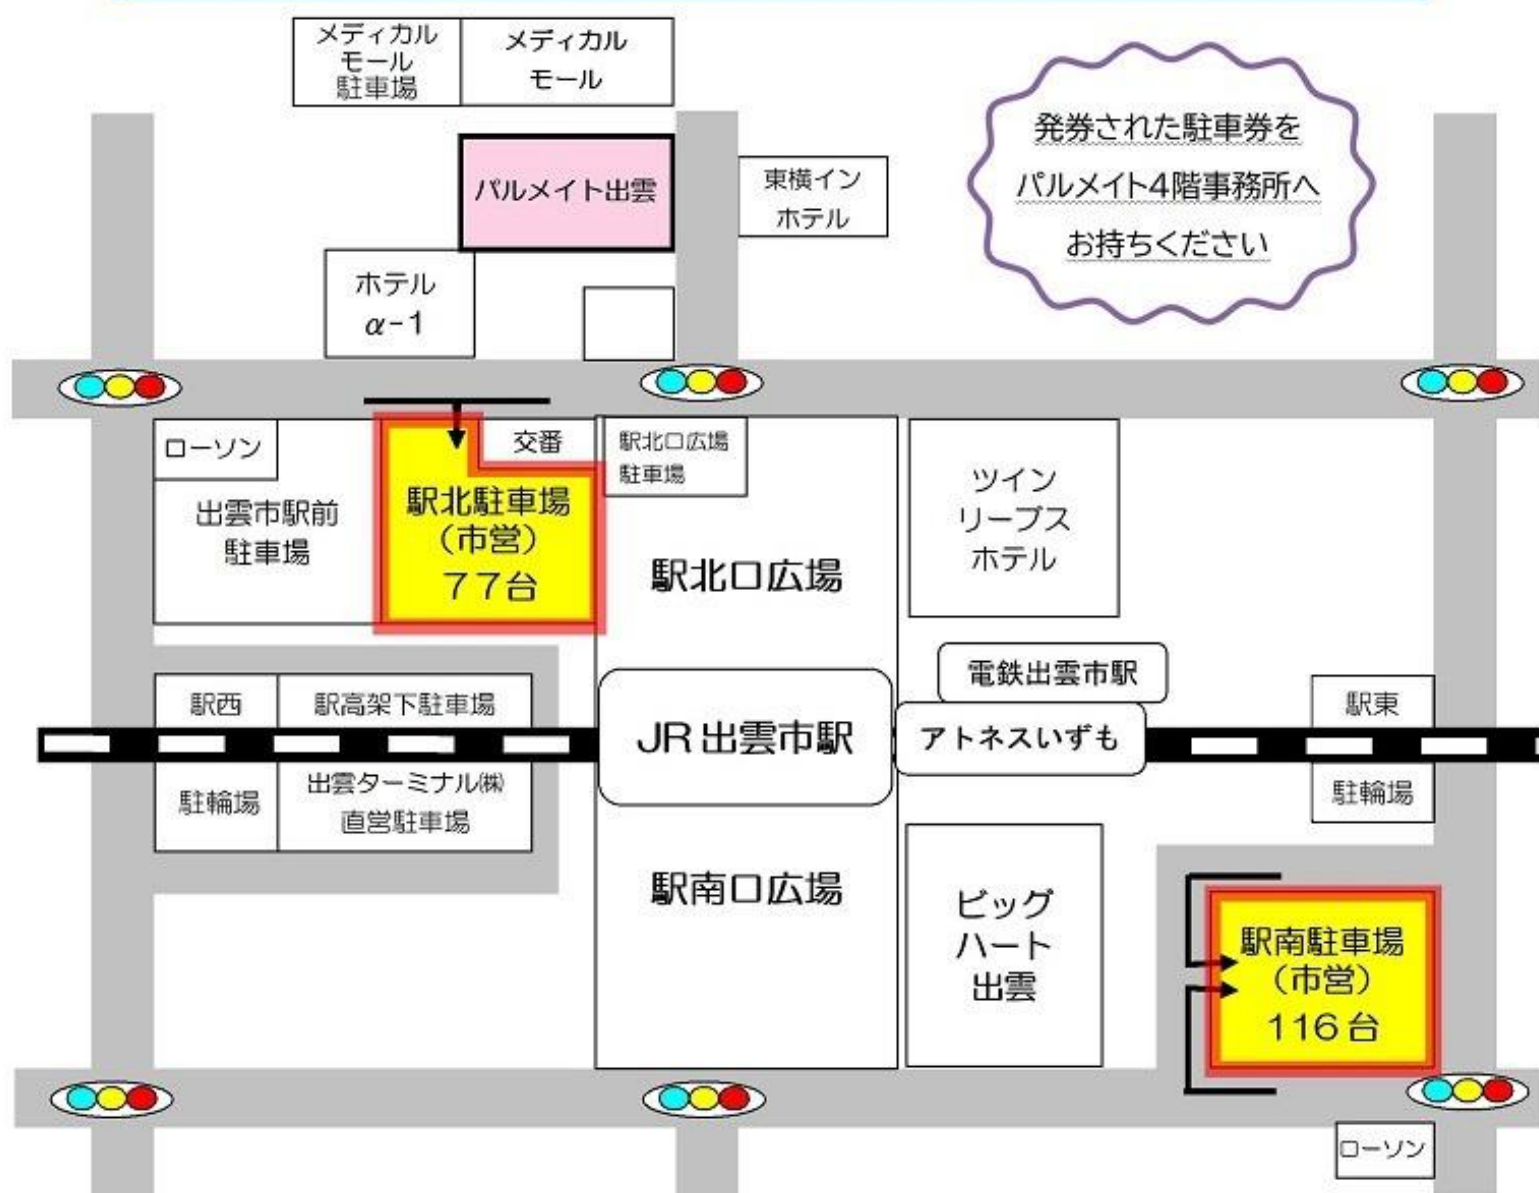 メディカル
モール
駐車場
メディカル
モール
発券された駐車券を
パルメイト4階事務所へ
お持ちください
パルメイト出雲
東横イン
ホテル
ホテル
α-1
ローソン
出雲市駅前
駐車場
駅北駐車場
（市営）
７７台
交番
駅北口広場
駐車場
駅北口広場
ツイン
リーブス
ホテル
電鉄出雲市駅
駅西
駅高架下駐車場
JR 出雲市駅
アトネスいずも
駅東
駐輪場
出雲ターミナル㈱
直営駐車場
駐輪場
駅南口広場
ビッグ
ハート
出雲
駅南駐車場
（市営）
116 台
ローソン